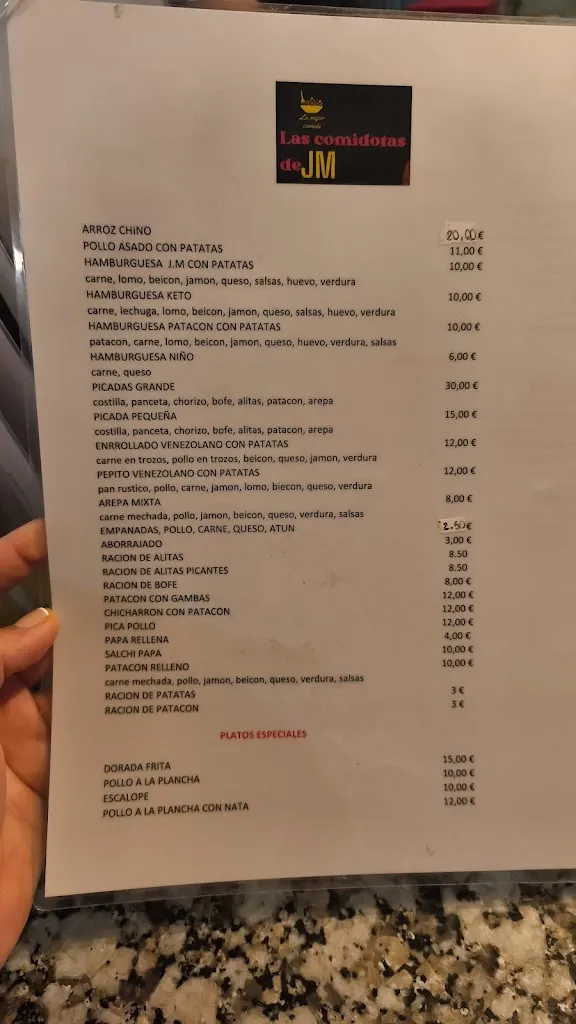 La mejor
comida
Las comidotas
de JM
ARROZ CHINO 20,00 €
POLLO ASADO CON PATATAS 11,00 €
HAMBURGUESA J.M CON PATATAS 10,00 €
carne, lomo, beicon, jamon, queso, salsas, huevo, verdura
HAMBURGUESA KETO 10,00 €
carne, lechuga, lomo, beicon, jamon, queso, salsas, huevo, verdura
HAMBURGUESA PATACON CON PATATAS 10,00 €
patacon, carne, lomo, beicon, jamon, queso, huevo, verdura, salsas
HAMBURGUESA NIÑO 6,00 €
carne, queso
PICADAS GRANDE 30,00 €
costilla, panceta, chorizo, bofe, alitas, patacon, arepa
PICADA PEQUEÑA 15,00 €
costilla, panceta, chorizo, bofe, alitas, patacon, arepa
ENRROLLADO VENEZOLANO CON PATATAS 12,00 €
carne en trozos, pollo en trozos, beicon, queso, jamon, verdura
PEPITO VENEZOLANO CON PATATAS 12,00 €
pan rustico, pollo, carne, jamon, lomo, biecon, queso, verdura
AREPA MIXTA 8,00 €
carne mechada, pollo, jamon, beicon, queso, verdura, salsas
EMPANADAS, POLLO, CARNE, QUESO, ATUN 2.50 €
ABORRAJADO 3,00 €
RACION DE ALITAS 8.50
RACION DE ALITAS PICANTES 8.50
RACION DE BOFE 8,00 €
PATACON CON GAMBAS 12,00 €
CHICHARRON CON PATACON 12,00 €
PICA POLLO 12,00 €
PAPA RELLENA 4,00 €
SALCHI PAPA 10,00 €
PATACON RELLENO 10,00 €
carne mechada, pollo, jamon, beicon, queso, verdura, salsas
RACION DE PATATAS 3 €
RACION DE PATACON 3 €
PLATOS ESPECIALES
DORADA FRITA 15,00 €
POLLO A LA PLANCHA 10,00 €
ESCALOPE 10,00 €
POLLO A LA PLANCHA CON NATA 12,00 €